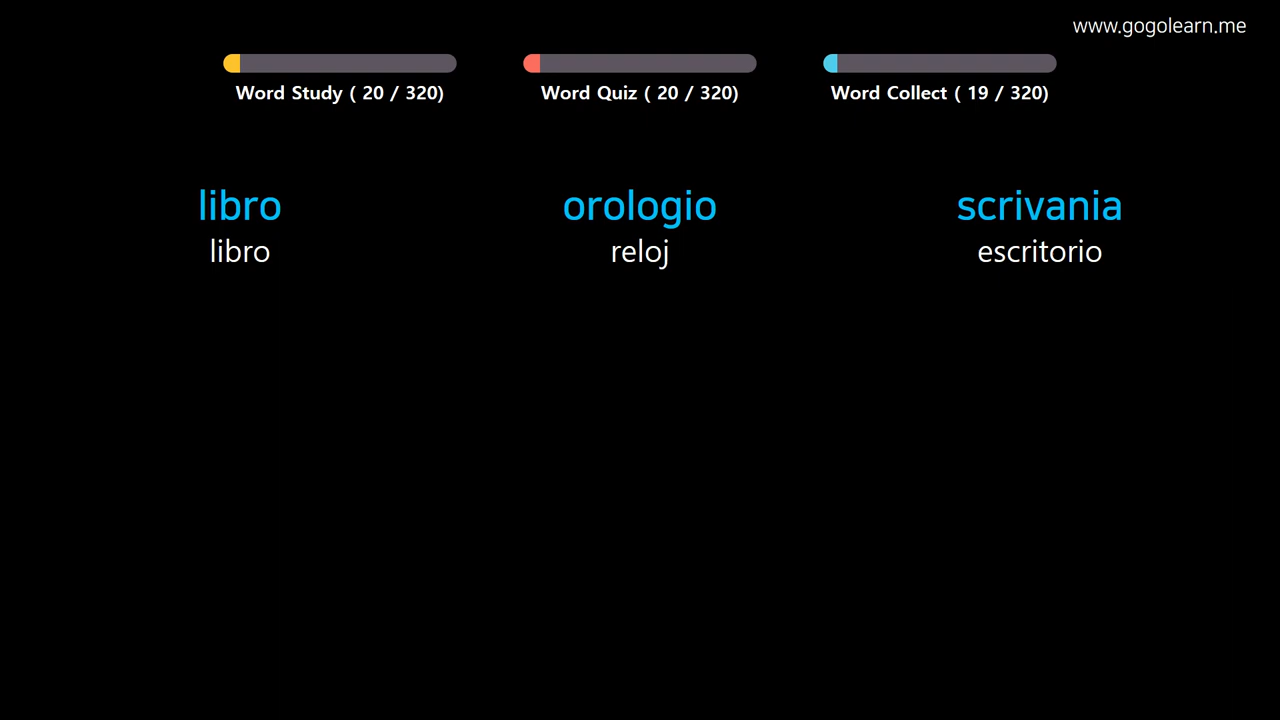 www.gogolearn.me
Word Study ( 20 / 320)
Word Quiz ( 20 / 320)
Word Collect ( 19 / 320)
libro
libro
orologio
reloj
scrivania
escritorio